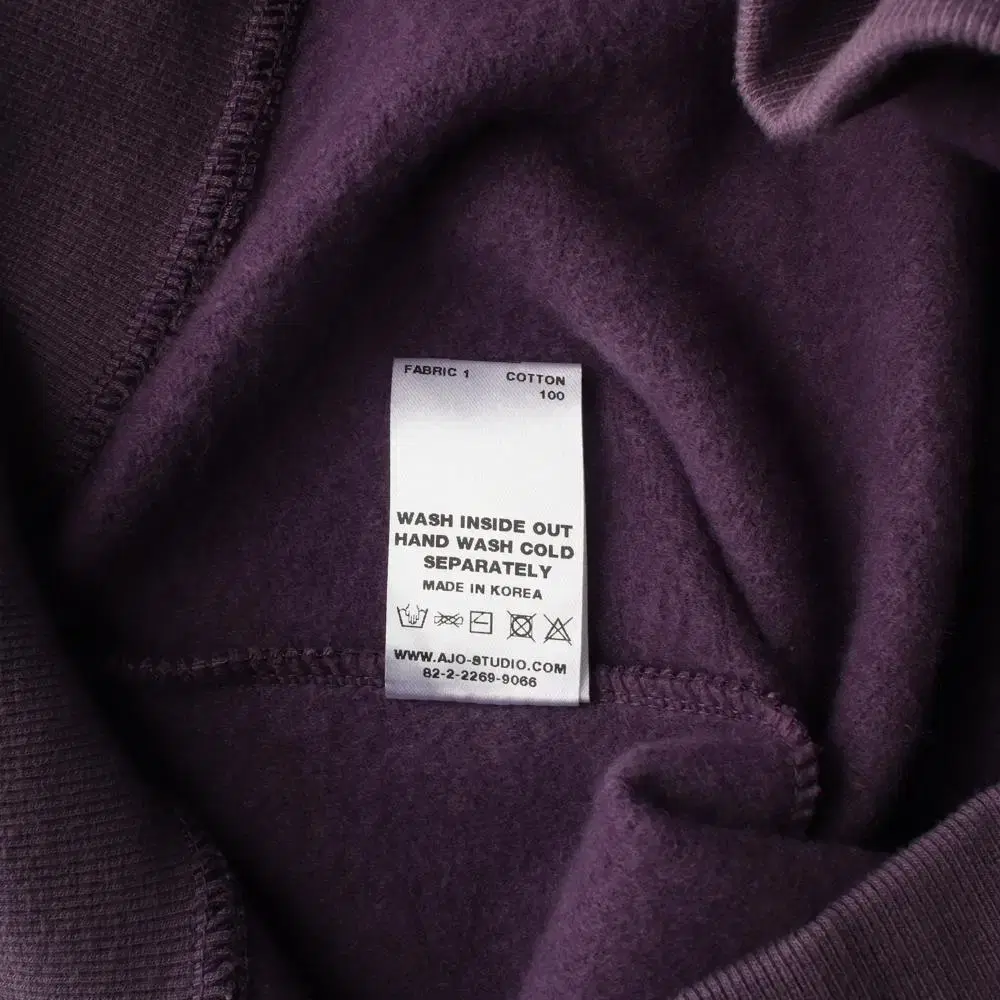 FABRIC 1 COTTON
100
WASH INSIDE OUT
HAND WASH COLD
SEPARATELY
MADE IN KOREA
WWW.AJO-STUDIO.COM
82-2-2269-9066